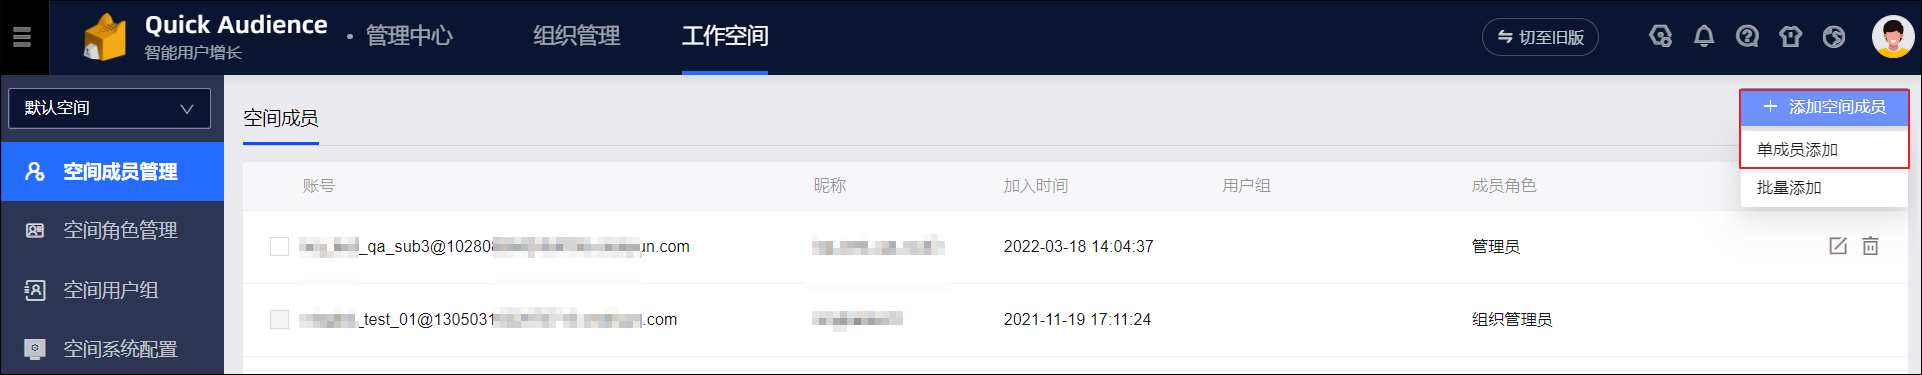 Quick Audience
智能用户增长
管理中心
组织管理
工作空间
切至旧版
默认空间
空间成员管理
空间角色管理
空间用户组
空间系统配置
空间成员
添加空间成员
单成员添加
批量添加
账号 昵称 加入时间 用户组 成员角色
_qa_sub3@10280 un.com 2022-03-18 14:04:37 管理员
_test_01@1305031 .com 2021-11-19 17:11:24 组织管理员